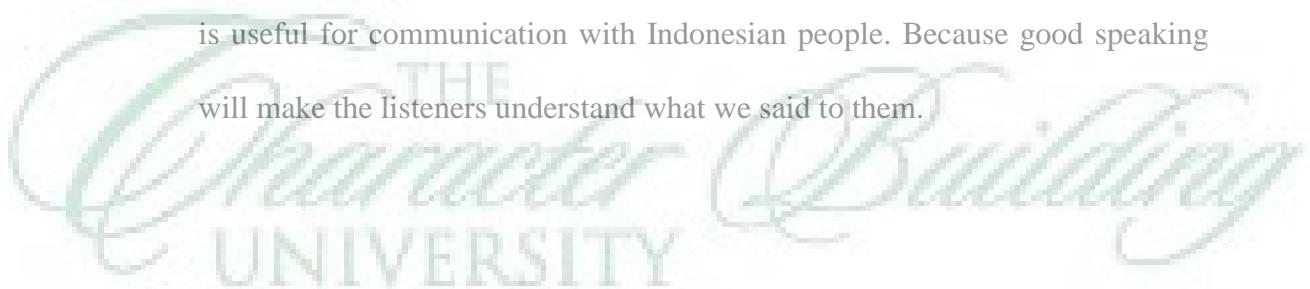 is useful for communication with Indonesian people. Because good speaking
will make the listeners understand what we said to them.
THE
Character Building
UNIVERSITY